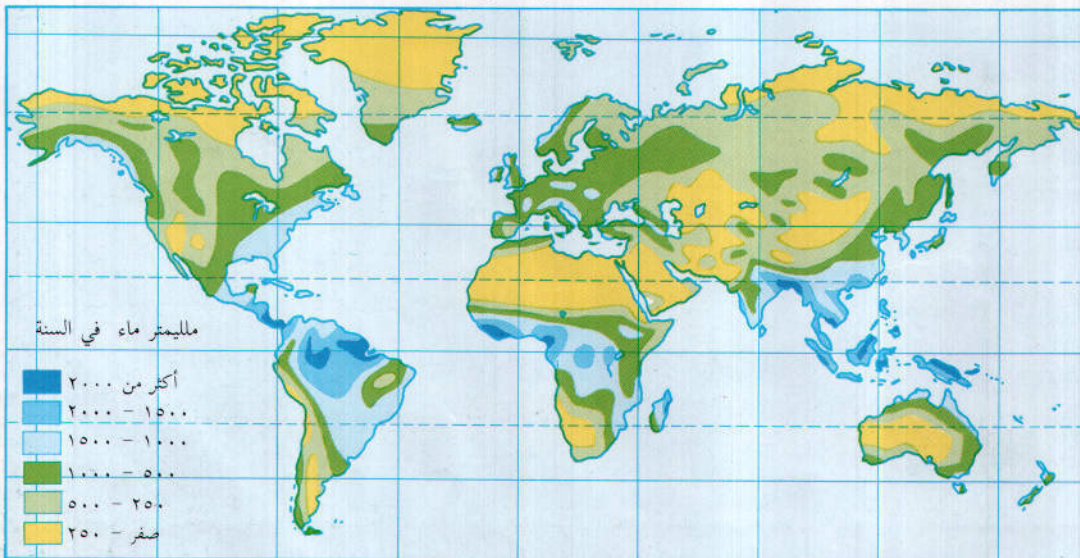 ملليمتر ماء في السنة
أكثر من ٢٠٠٠
١٥٠٠ - ٢٠٠٠
١٠٠٠ - ١٥٠٠
٥٠٠ - ١٠٠٠
٢٥٠ - ٥٠٠
صفر - ٢٥٠